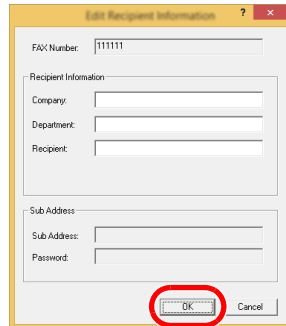 Edit Recipient Information
?
×
FAX Number:
111111
Recipient Information
Company:
Department:
Recipient:
Sub Address
Sub Address:
Password:
OK
Cancel